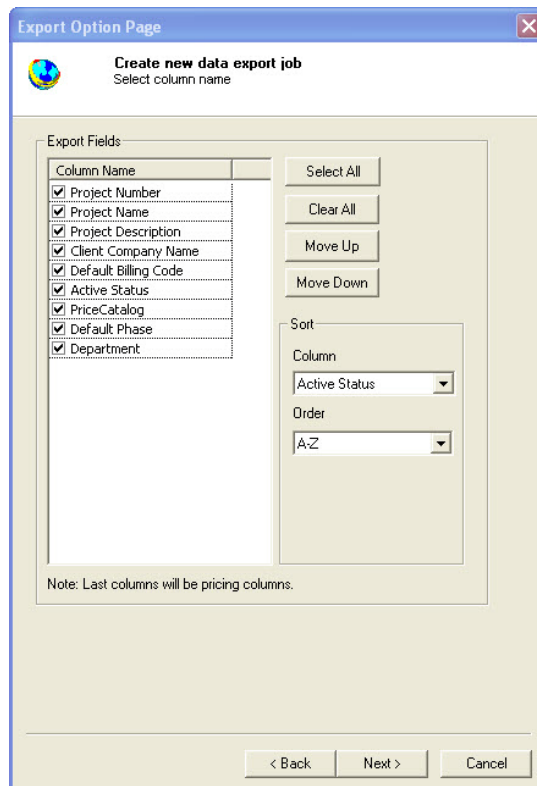 Export Option Page
Create new data export job
Select column name
Export Fields
Column Name
Project Number
Project Name
Project Description
Client Company Name
Default Billing Code
Active Status
PriceCatalog
Default Phase
Department
Select All
Clear All
Move Up
Move Down
Sort
Column
Active Status
Order
A-Z
Note: Last columns will be pricing columns.
< Back
Next >
Cancel